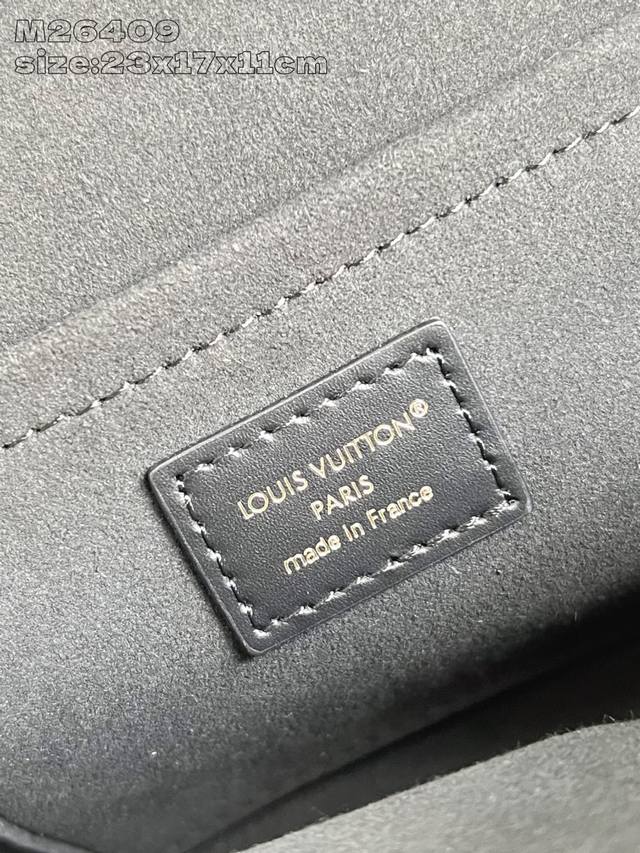 M26409
size:23x17x11cm
LOUIS VUITTON®
PARIS
made in France